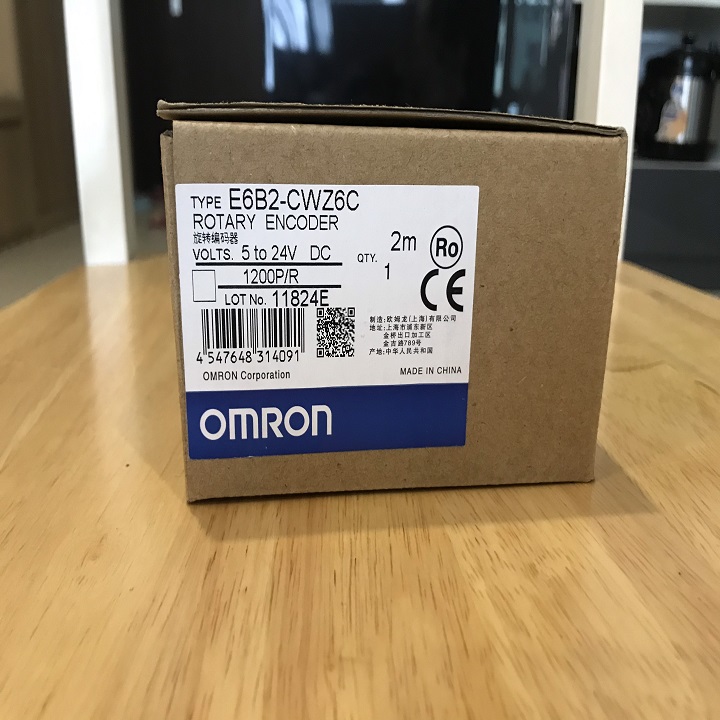 TYPE E6B2-CWZ6C
ROTARY ENCODER
旋转编码器
VOLTS. 5 to 24V DC
QTY.
2m
1
Ro
1200P/R
LOT No. 11824E
CE
4 547648 314091
制造:欧姆龙(上海)有限公司
地址:上海市浦东新区
金桥出口加工区
金吉路789号
产地:中华人民共和国
OMRON Corporation
MADE IN CHINA
OMRON